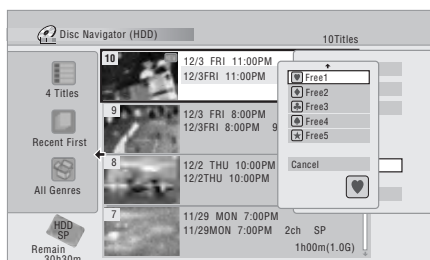 Disc Navigator (HDD)
10Titles
4 Titles
Recent First
All Genres
HDD
SP
Remain
30h30m
10
12/3 FRI 11:00PM
12/3FRI 11:00PM
9
12/3 FRI 8:00PM
12/3FRI 8:00PM 9
8
12/2 THU 10:00PM
12/2THU 10:00PM
7
11/29 MON 7:00PM
11/29MON 7:00PM 2ch SP
1h00m(1.0G)
Free1
Free2
Free3
Free4
Free5
Cancel